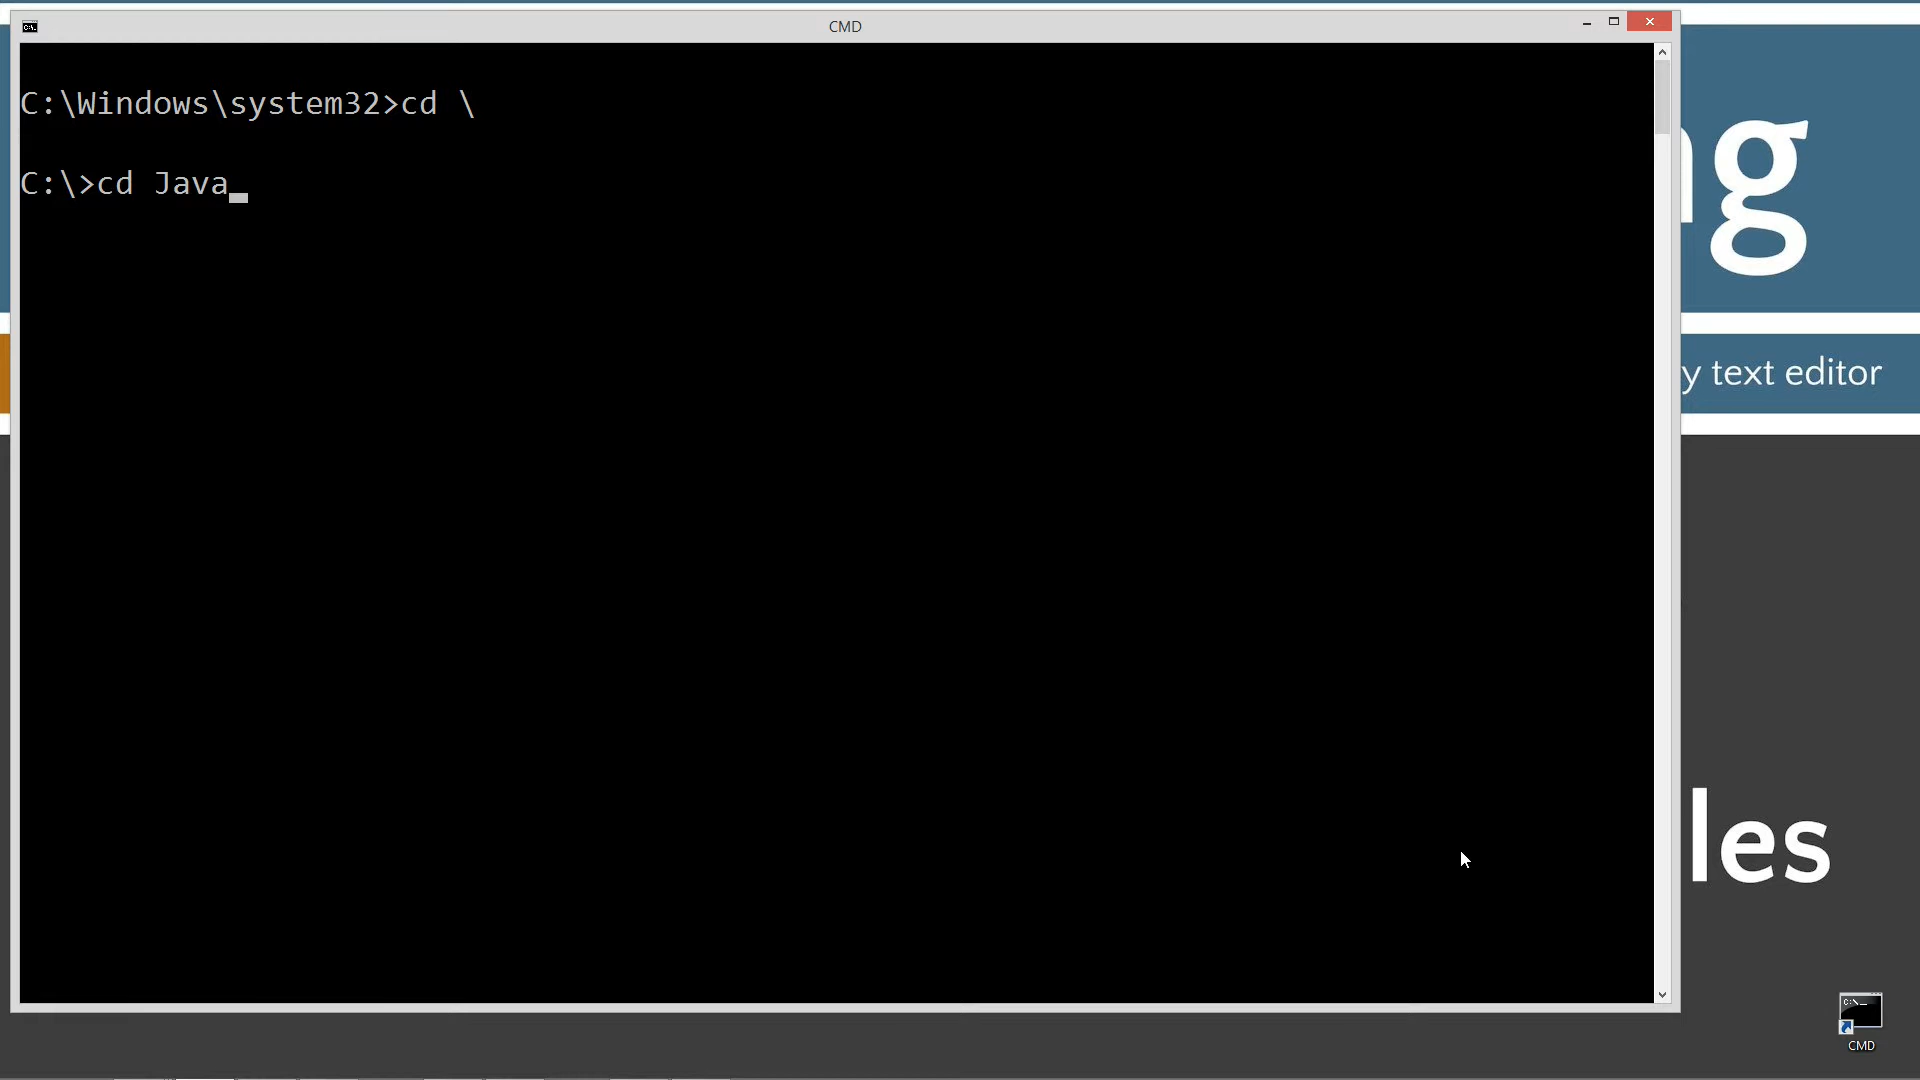 CMD
C:\Windows\system32>cd \
C:\>cd Java
g
y text editor
les
CMD